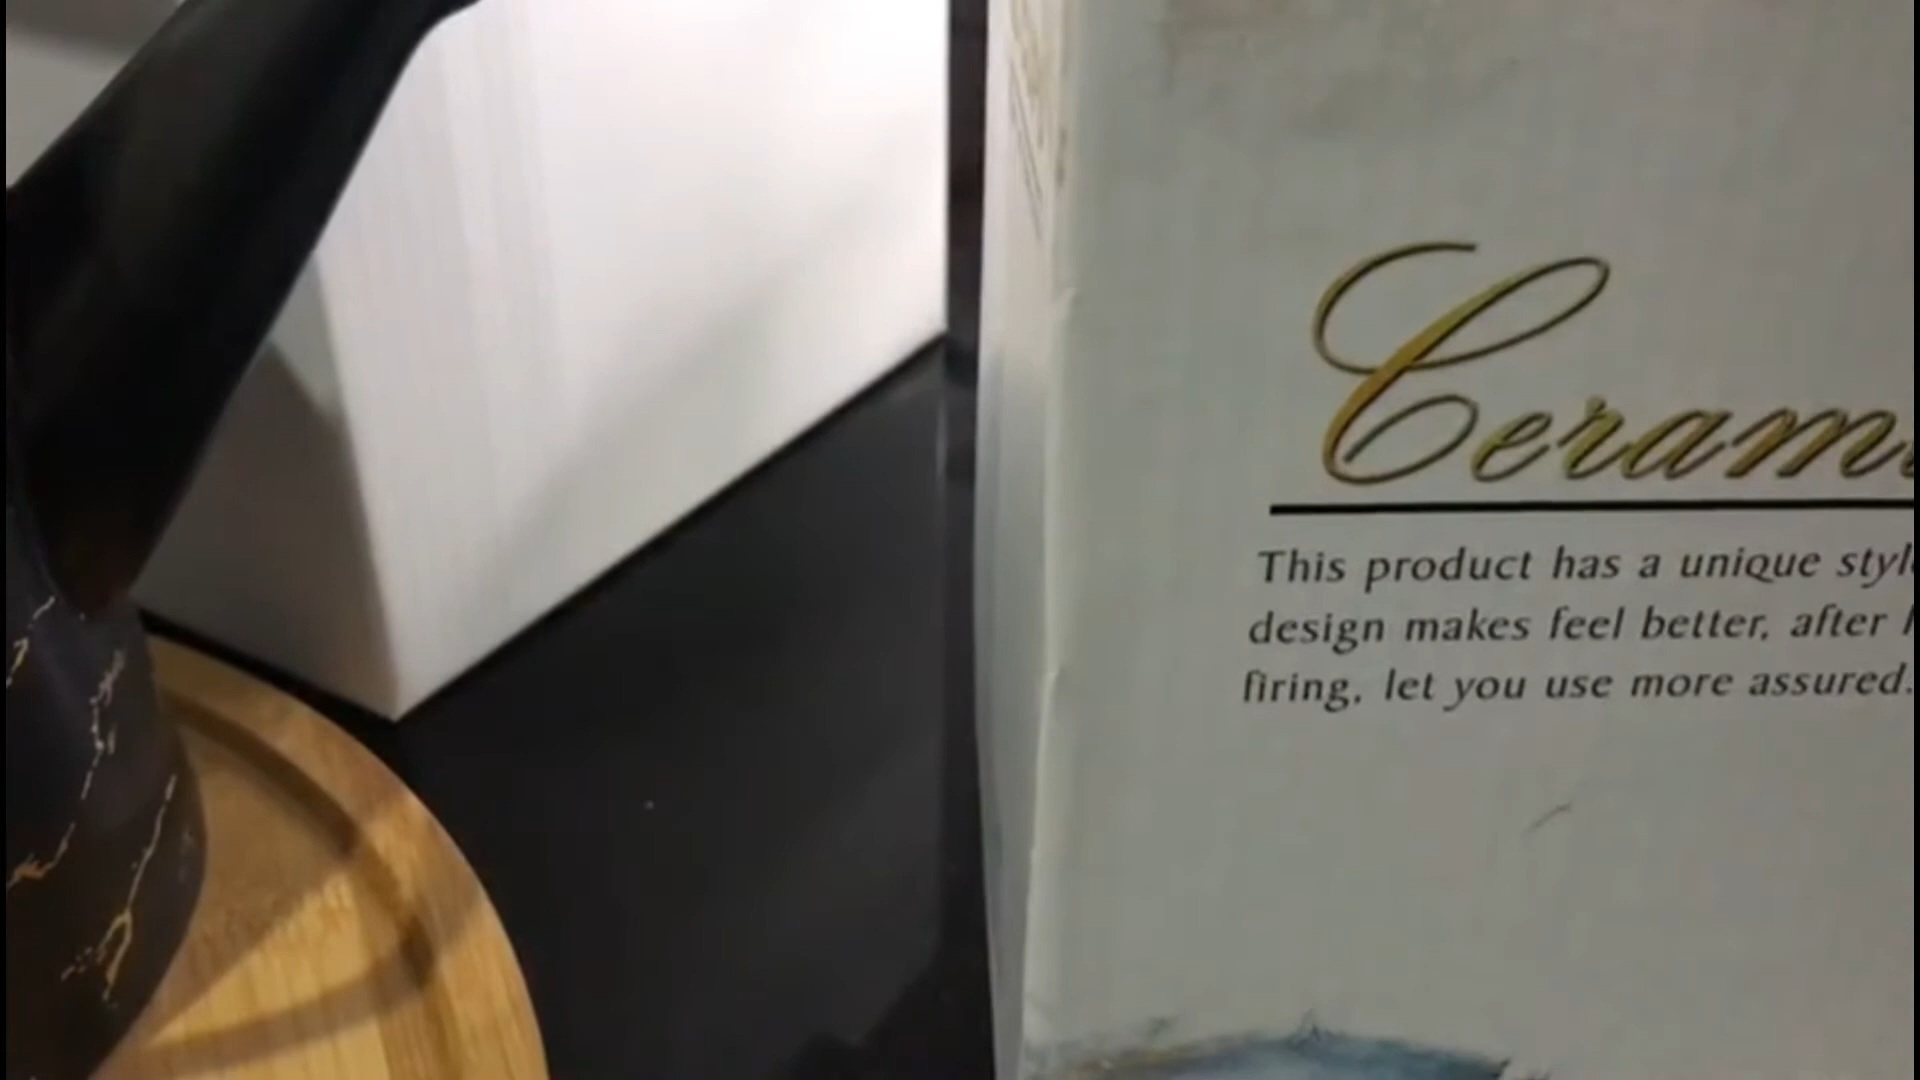 Ceram
This product has a unique styl
design makes feel better, after
firing, let you use more assured.